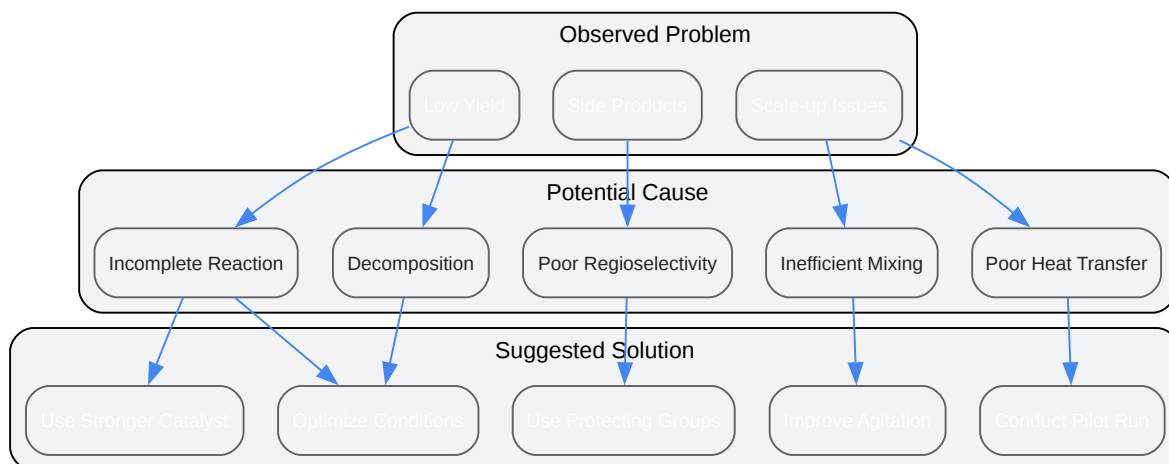 Observed Problem
Low Yield
Side Products
Scale-up Issues
Potential Cause
Incomplete Reaction
Decomposition
Poor Regioselectivity
Inefficient Mixing
Poor Heat Transfer
Suggested Solution
Use Stronger Catalyst
Optimize Conditions
Use Protecting Groups
Improve Agitation
Conduct Pilot Run